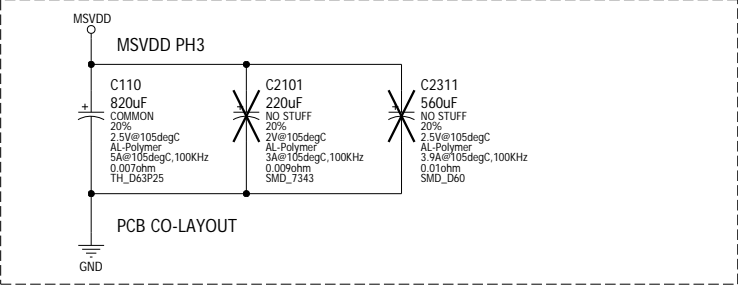 MSVDD
MSVDD PH3
C110
820uF
COMMON
20%
2.5V@105degC
AL-Polymer
5A@105degC,100KHz
0.007ohm
TH_D63P25
C2101
220uF
NO STUFF
20%
2V@105degC
AL-Polymer
3A@105degC,100KHz
0.009ohm
SMD_7343
C2311
560uF
NO STUFF
20%
2.5V@105degC
AL-Polymer
3.9A@105degC,100KHz
0.01ohm
SMD_D60
PCB CO-LAYOUT
GND